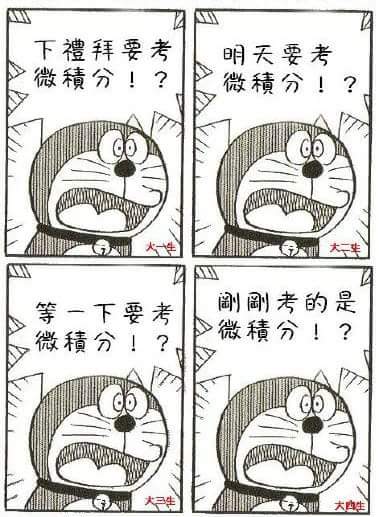 下禮拜要考
微積分！？
大一生
明天要考
微積分！？
大二生
等一下要考
微積分！？
大三生
剛剛考的是
微積分！？
大四生